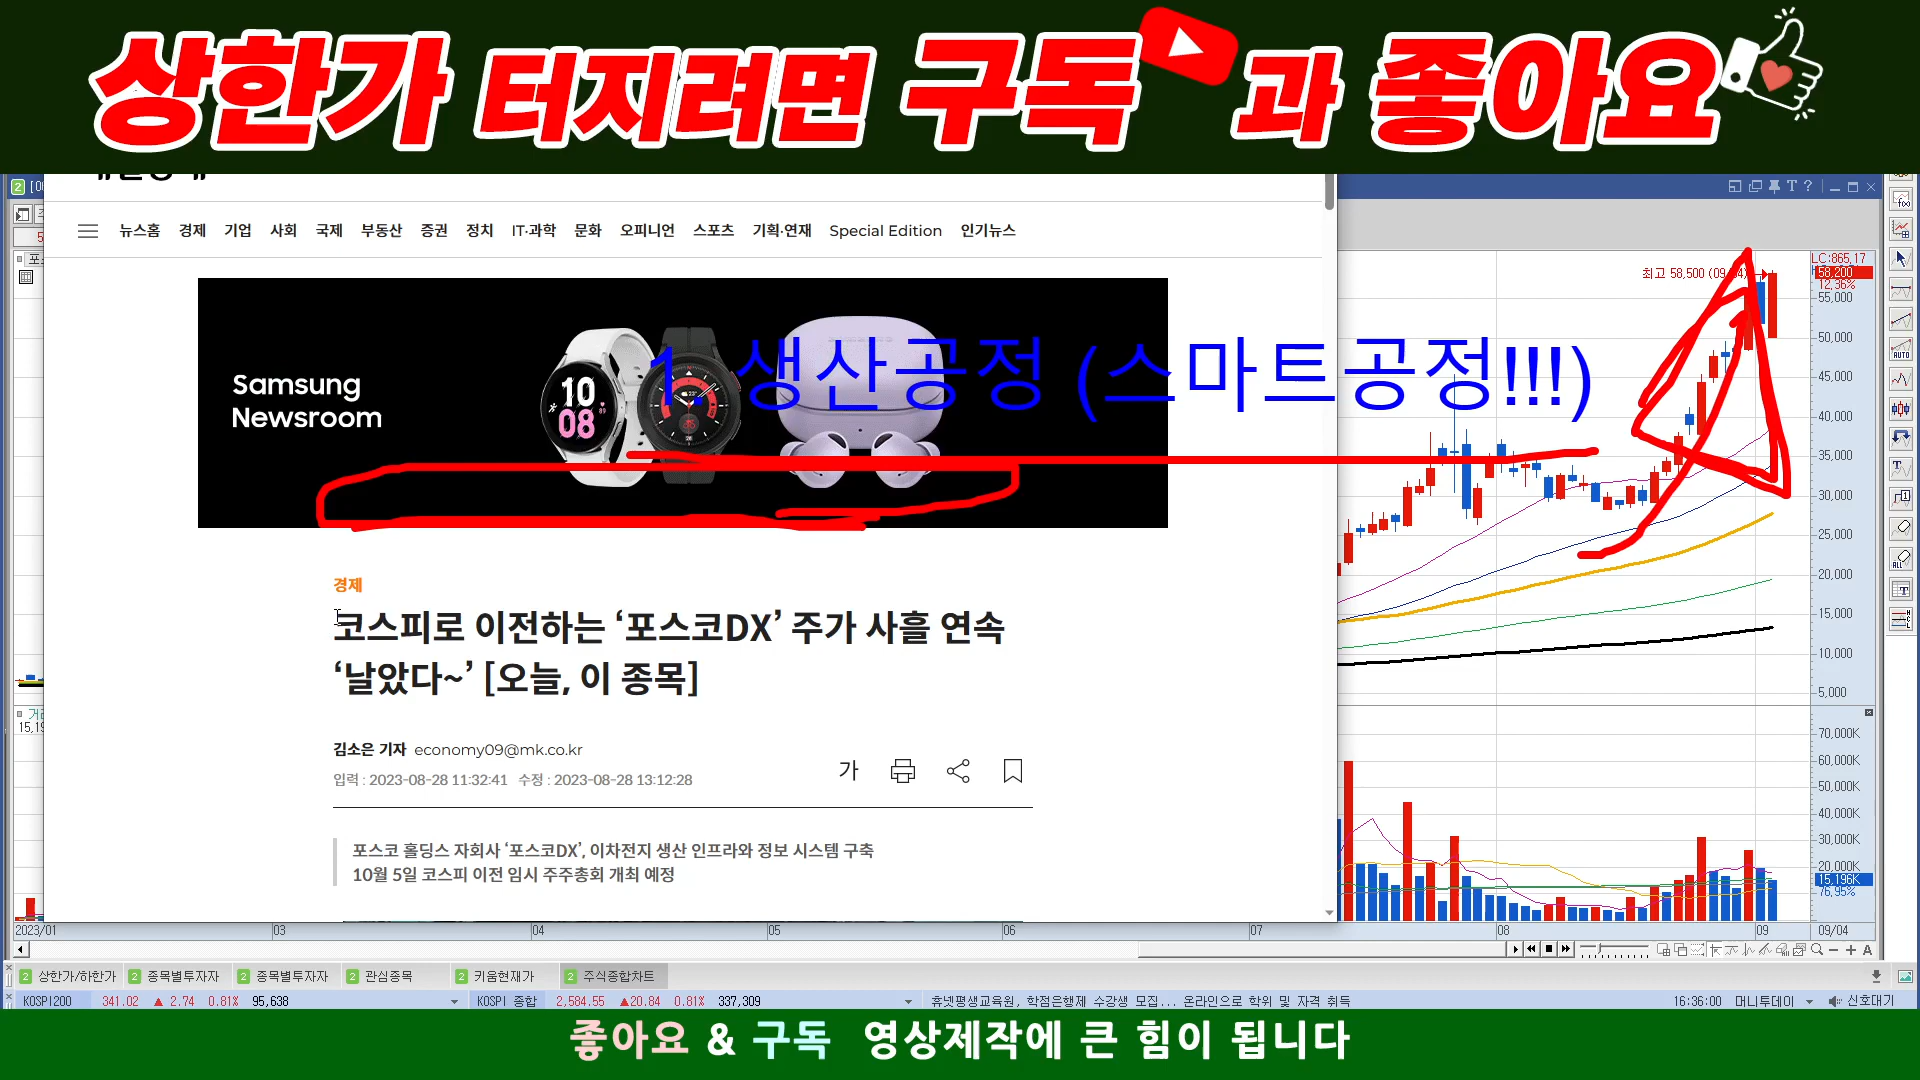 상한가 터지려면 구독 과 좋아요
뉴스홈 경제 기업 사회 국제 부동산 증권 정치 IT·과학 문화 오피니언 스포츠 기획·연재 Special Edition 인기뉴스
Samsung
Newsroom
10
08
1. 생산공정 (스마트공정!!!)
경제
코스피로 이전하는 ‘포스코DX’ 주가 사흘 연속
‘날았다~’ [오늘, 이 종목]
김소은 기자 economy09@mk.co.kr
입력 : 2023-08-28 11:32:41 수정 : 2023-08-28 13:12:28
가
포스코 홀딩스 자회사 ‘포스코DX’, 이차전지 생산 인프라와 정보 시스템 구축
10월 5일 코스피 이전 임시 주주총회 개최 예정
최고 58,500
LC:865,17
58,200
12,36%
55,000
50,000
45,000
40,000
35,000
30,000
25,000
20,000
15,000
10,000
5,000
70,000K
60,000K
50,000K
40,000K
30,000K
20,000K
15,196K
76,95%
AUTO
ALL
2023/01 03 04 05 06 07 08 09 09/04
2 상한가/하한가 2 종목별투자자 2 종목별투자자 2 관심종목 2 키움현재가 2 주식종합차트
KOSPI200 341.02 ▲ 2.74 0.81% 95,638 KOSPI 종합 2,584.55 ▲20.84 0.81% 337,309 휴넷평생교육원, 학점은행제 수강생 모집... 온라인으로 학위 및 자격 취득 16:36:00 머니투데이 신호대기
좋아요 & 구독 영상제작에 큰 힘이 됩니다